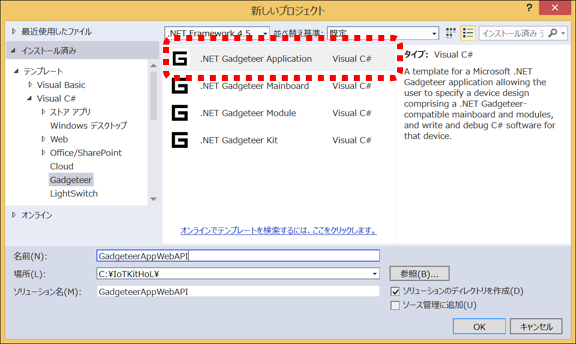 新しいプロジェクト
最近使用したファイル
.NET Framework 4.5
並べ替え基準:
既定
インストール済み テ
インストール済み
テンプレート
Visual Basic
Visual C#
ストア アプリ
Windows デスクトップ
Web
Office/SharePoint
Cloud
Gadgeteer
LightSwitch
オンライン
.NET Gadgeteer Application Visual C#
.NET Gadgeteer Mainboard Visual C#
.NET Gadgeteer Module Visual C#
.NET Gadgeteer Kit Visual C#
オンラインでテンプレートを検索するには、ここをクリックします。
タイプ: Visual C#
A template for a Microsoft .NET
Gadgeteer application allowing the
user to specify a device design
comprising a .NET Gadgeteer-
compatible mainboard and modules,
and write and debug C# software for
that device.
名前(N): GadgeteerAppWebAPI
場所(L): C:¥IoTKitHoL¥
参照(B)...
ソリューション名(M): GadgeteerAppWebAPI
ソリューションのディレクトリを作成(D)
ソース管理に追加(U)
OK
キャンセル